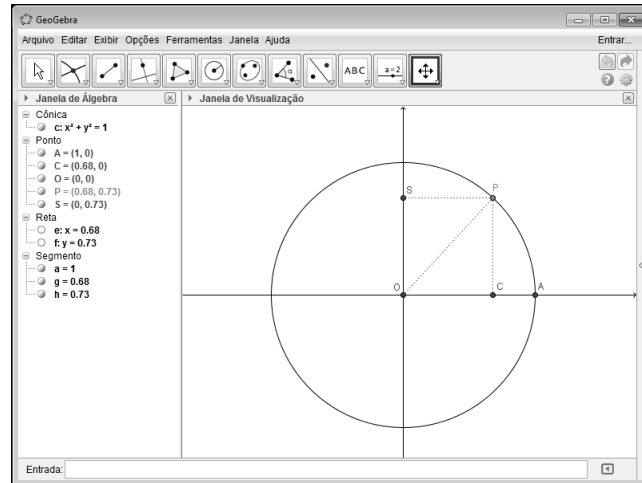 GeoGebra
Arquivo Editar Exibir Opções Ferramentas Janela Ajuda
Entrar...
ABC
a=2
Janela de Álgebra
Janela de Visualização
Cônica
c: x² + y² = 1
Ponto
A = (1, 0)
C = (0.68, 0)
O = (0, 0)
P = (0.68, 0.73)
S = (0, 0.73)
Reta
e: x = 0.68
f: y = 0.73
Segmento
a = 1
g = 0.68
h = 0.73
S
P
O
C
A
Entrada: